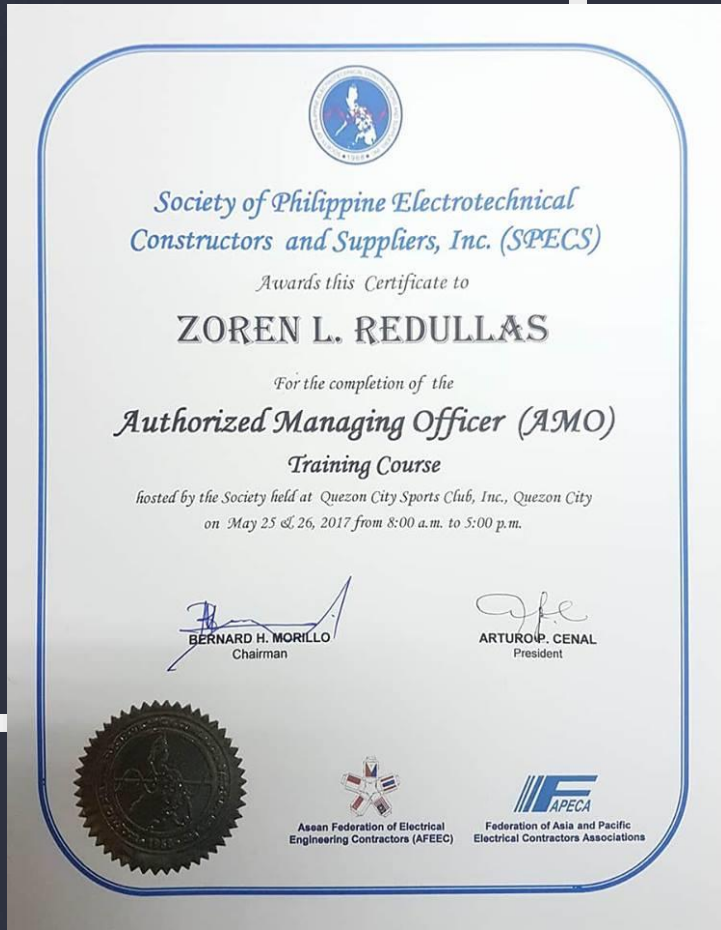 Society of Philippine Electrotechnical
Constructors and Suppliers, Inc. (SPECS)
Awards this Certificate to
ZOREN L. REDULLAS
For the completion of the
Authorized Managing Officer (AMO)
Training Course
hosted by the Society held at Quezon City Sports Club, Inc., Quezon City
on May 25 & 26, 2017 from 8:00 a.m. to 5:00 p.m.
BERNARD H. MORILLO
Chairman
ARTURO P. CENAL
President
Asean Federation of Electrical
Engineering Contractors (AFEEC)
APECA
Federation of Asia and Pacific
Electrical Contractors Associations